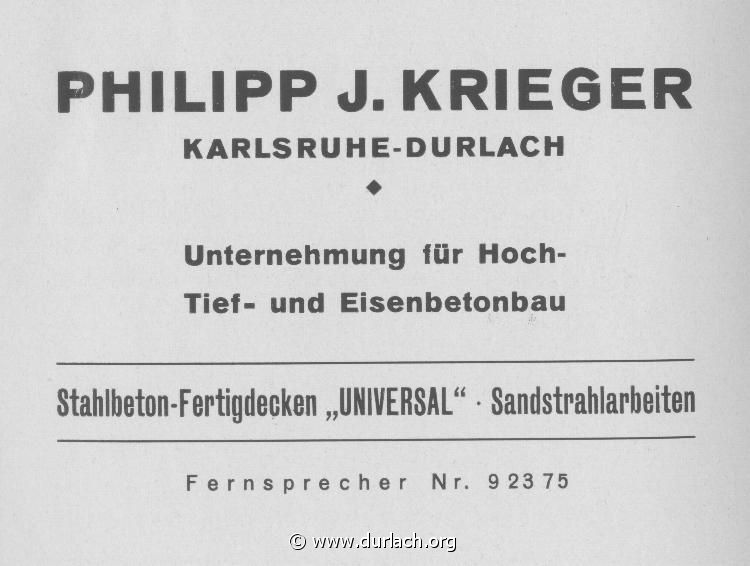 PHILIPP J. KRIEGER
KARLSRUHE-DURLACH
Unternehmung für Hoch-
Tief- und Eisenbetonbau
Stahlbeton-Fertigdecken „UNIVERSAL“ · Sandstrahlarbeiten
Fernsprecher Nr. 92375
© www.durlach.org